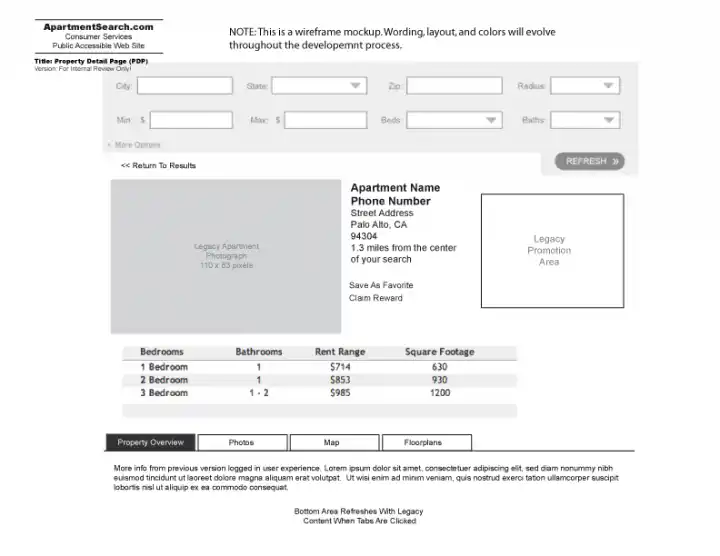 ApartmentSearch.com
Consumer Services
Public Accessible Web Site
NOTE: This is a wireframe mockup. Wording, layout, and colors will evolve
throughout the developemnt process.
Title: Property Detail Page (PDP)
Version: For Internal Review Only!
City:
State:
Zip:
Radius:
Min: $
Max: $
Beds:
Baths:
+ More Options
REFRESH »
<< Return To Results
Legacy Apartment
Photograph
110 x 83 pixels
Apartment Name
Phone Number
Street Address
Palo Alto, CA
94304
1.3 miles from the center
of your search
Save As Favorite
Claim Reward
Legacy
Promotion
Area
Bedrooms Bathrooms Rent Range Square Footage
1 Bedroom 1 $714 630
2 Bedroom 1 $853 930
3 Bedroom 1 - 2 $985 1200
Property Overview Photos Map Floorplans
More info from previous version logged in user experience. Lorem ipsum dolor sit amet, consectetuer adipiscing elit, sed diam nonummy nibh
euismod tincidunt ut laoreet dolore magna aliquam erat volutpat. Ut wisi enim ad minim veniam, quis nostrud exerci tation ullamcorper suscipit
lobortis nisl ut aliquip ex ea commodo consequat.
Bottom Area Refreshes With Legacy
Content When Tabs Are Clicked